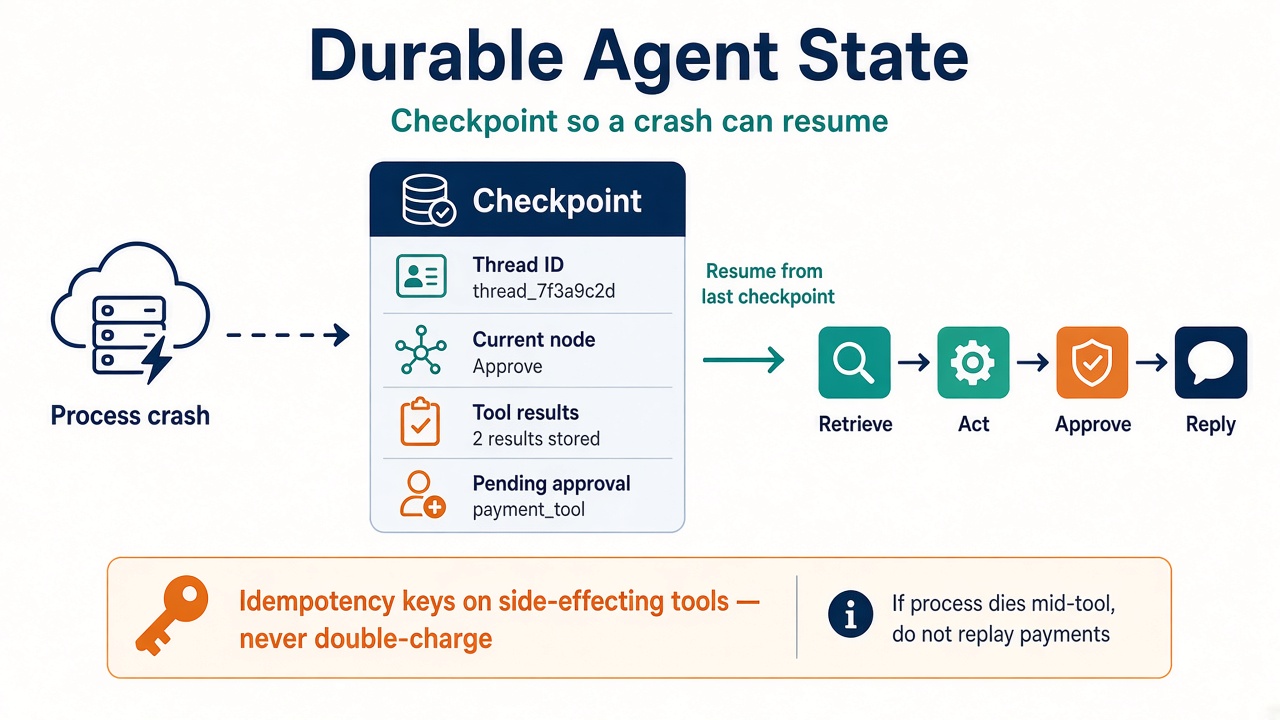 Durable Agent State
Checkpoint so a crash can resume
Process crash
Checkpoint
Thread ID
thread_7f3a9c2d
Current node
Approve
Tool results
2 results stored
Pending approval
payment_tool
Resume from
last checkpoint
Retrieve
Act
Approve
Reply
Idempotency keys on side-effecting tools —
never double-charge
If process dies mid-tool,
do not replay payments